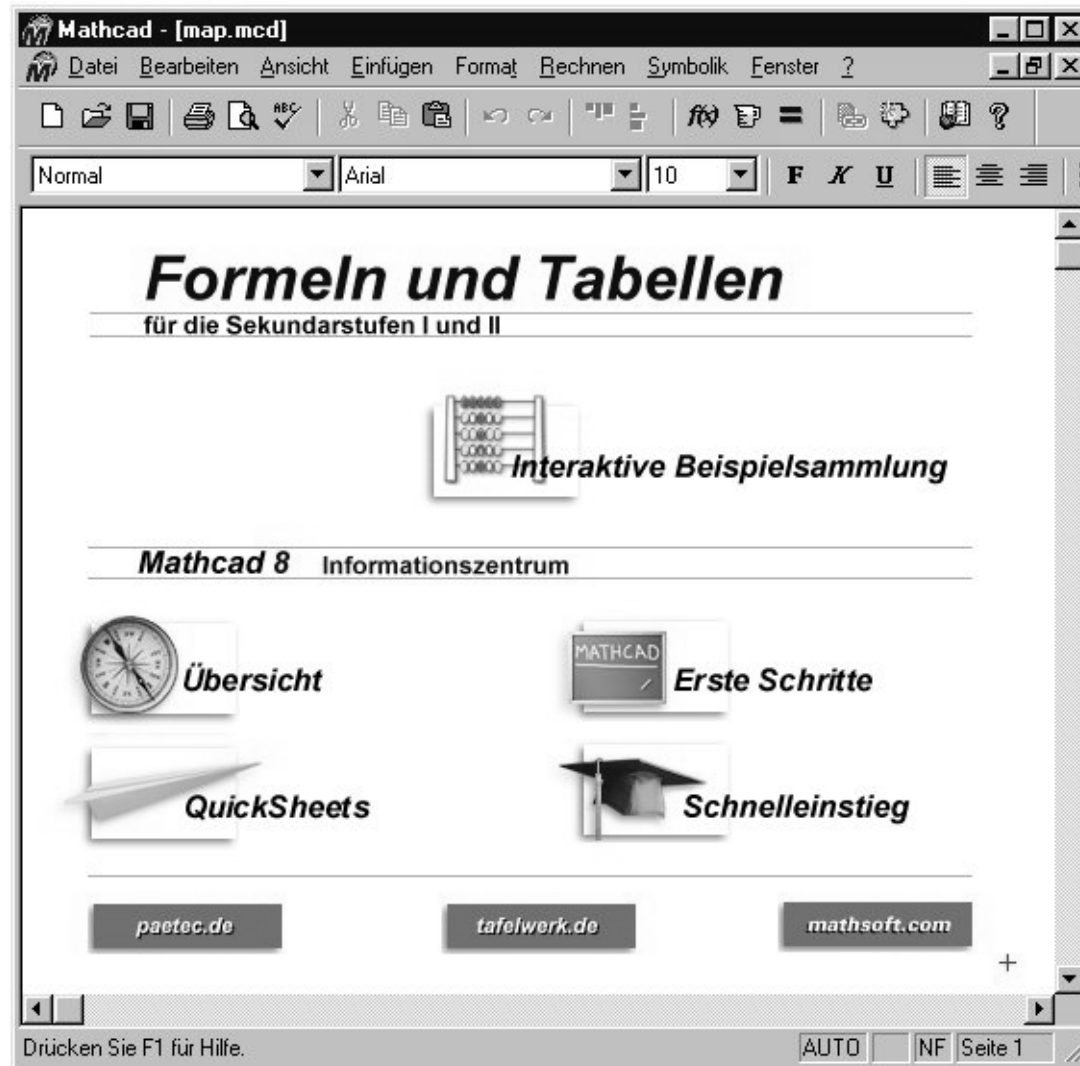 Mathcad - [map.mcd]
Datei Bearbeiten Ansicht Einfügen Format Rechnen Symbolik Fenster ?
Normal Arial 10 F K U
Formeln und Tabellen
für die Sekundarstufen I und II
Interaktive Beispielsammlung
Mathcad 8 Informationszentrum
MATHCAD
Übersicht Erste Schritte
QuickSheets Schnelleinstieg
paetec.de tafelwerk.de mathsoft.com
Drücken Sie F1 für Hilfe. AUTO NF Seite 1